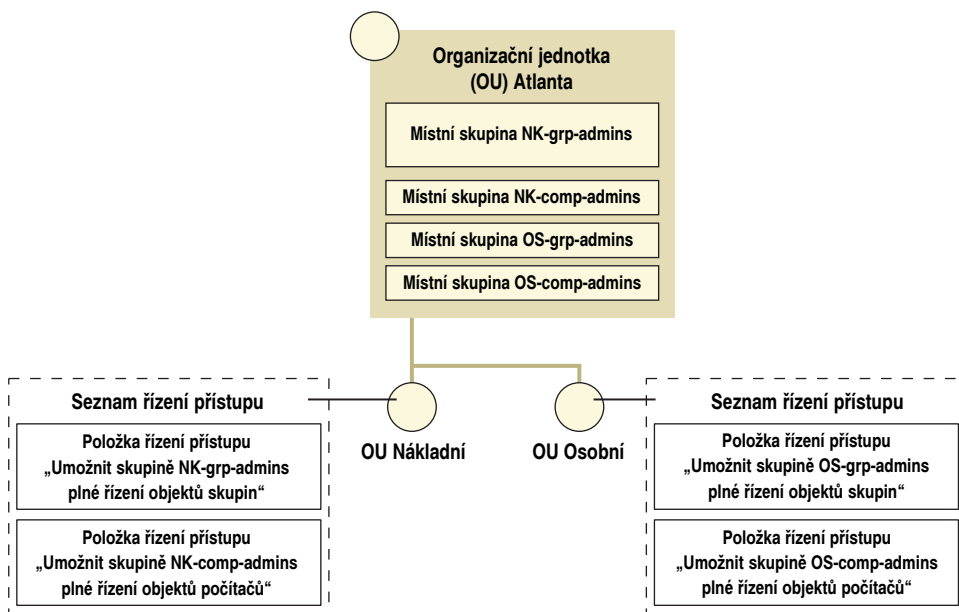 Organizační jednotka
(OU) Atlanta
Místní skupina NK-grp-admins
Místní skupina NK-comp-admins
Místní skupina OS-grp-admins
Místní skupina OS-comp-admins
OU Nákladní
OU Osobní
Seznam řízení přístupu
Položka řízení přístupu
„Umožnit skupině NK-grp-admins
plné řízení objektů skupin“
Položka řízení přístupu
„Umožnit skupině NK-comp-admins
plné řízení objektů počítačů“
Seznam řízení přístupu
Položka řízení přístupu
„Umožnit skupině OS-grp-admins
plné řízení objektů skupin“
Položka řízení přístupu
„Umožnit skupině OS-comp-admins
plné řízení objektů počítačů“